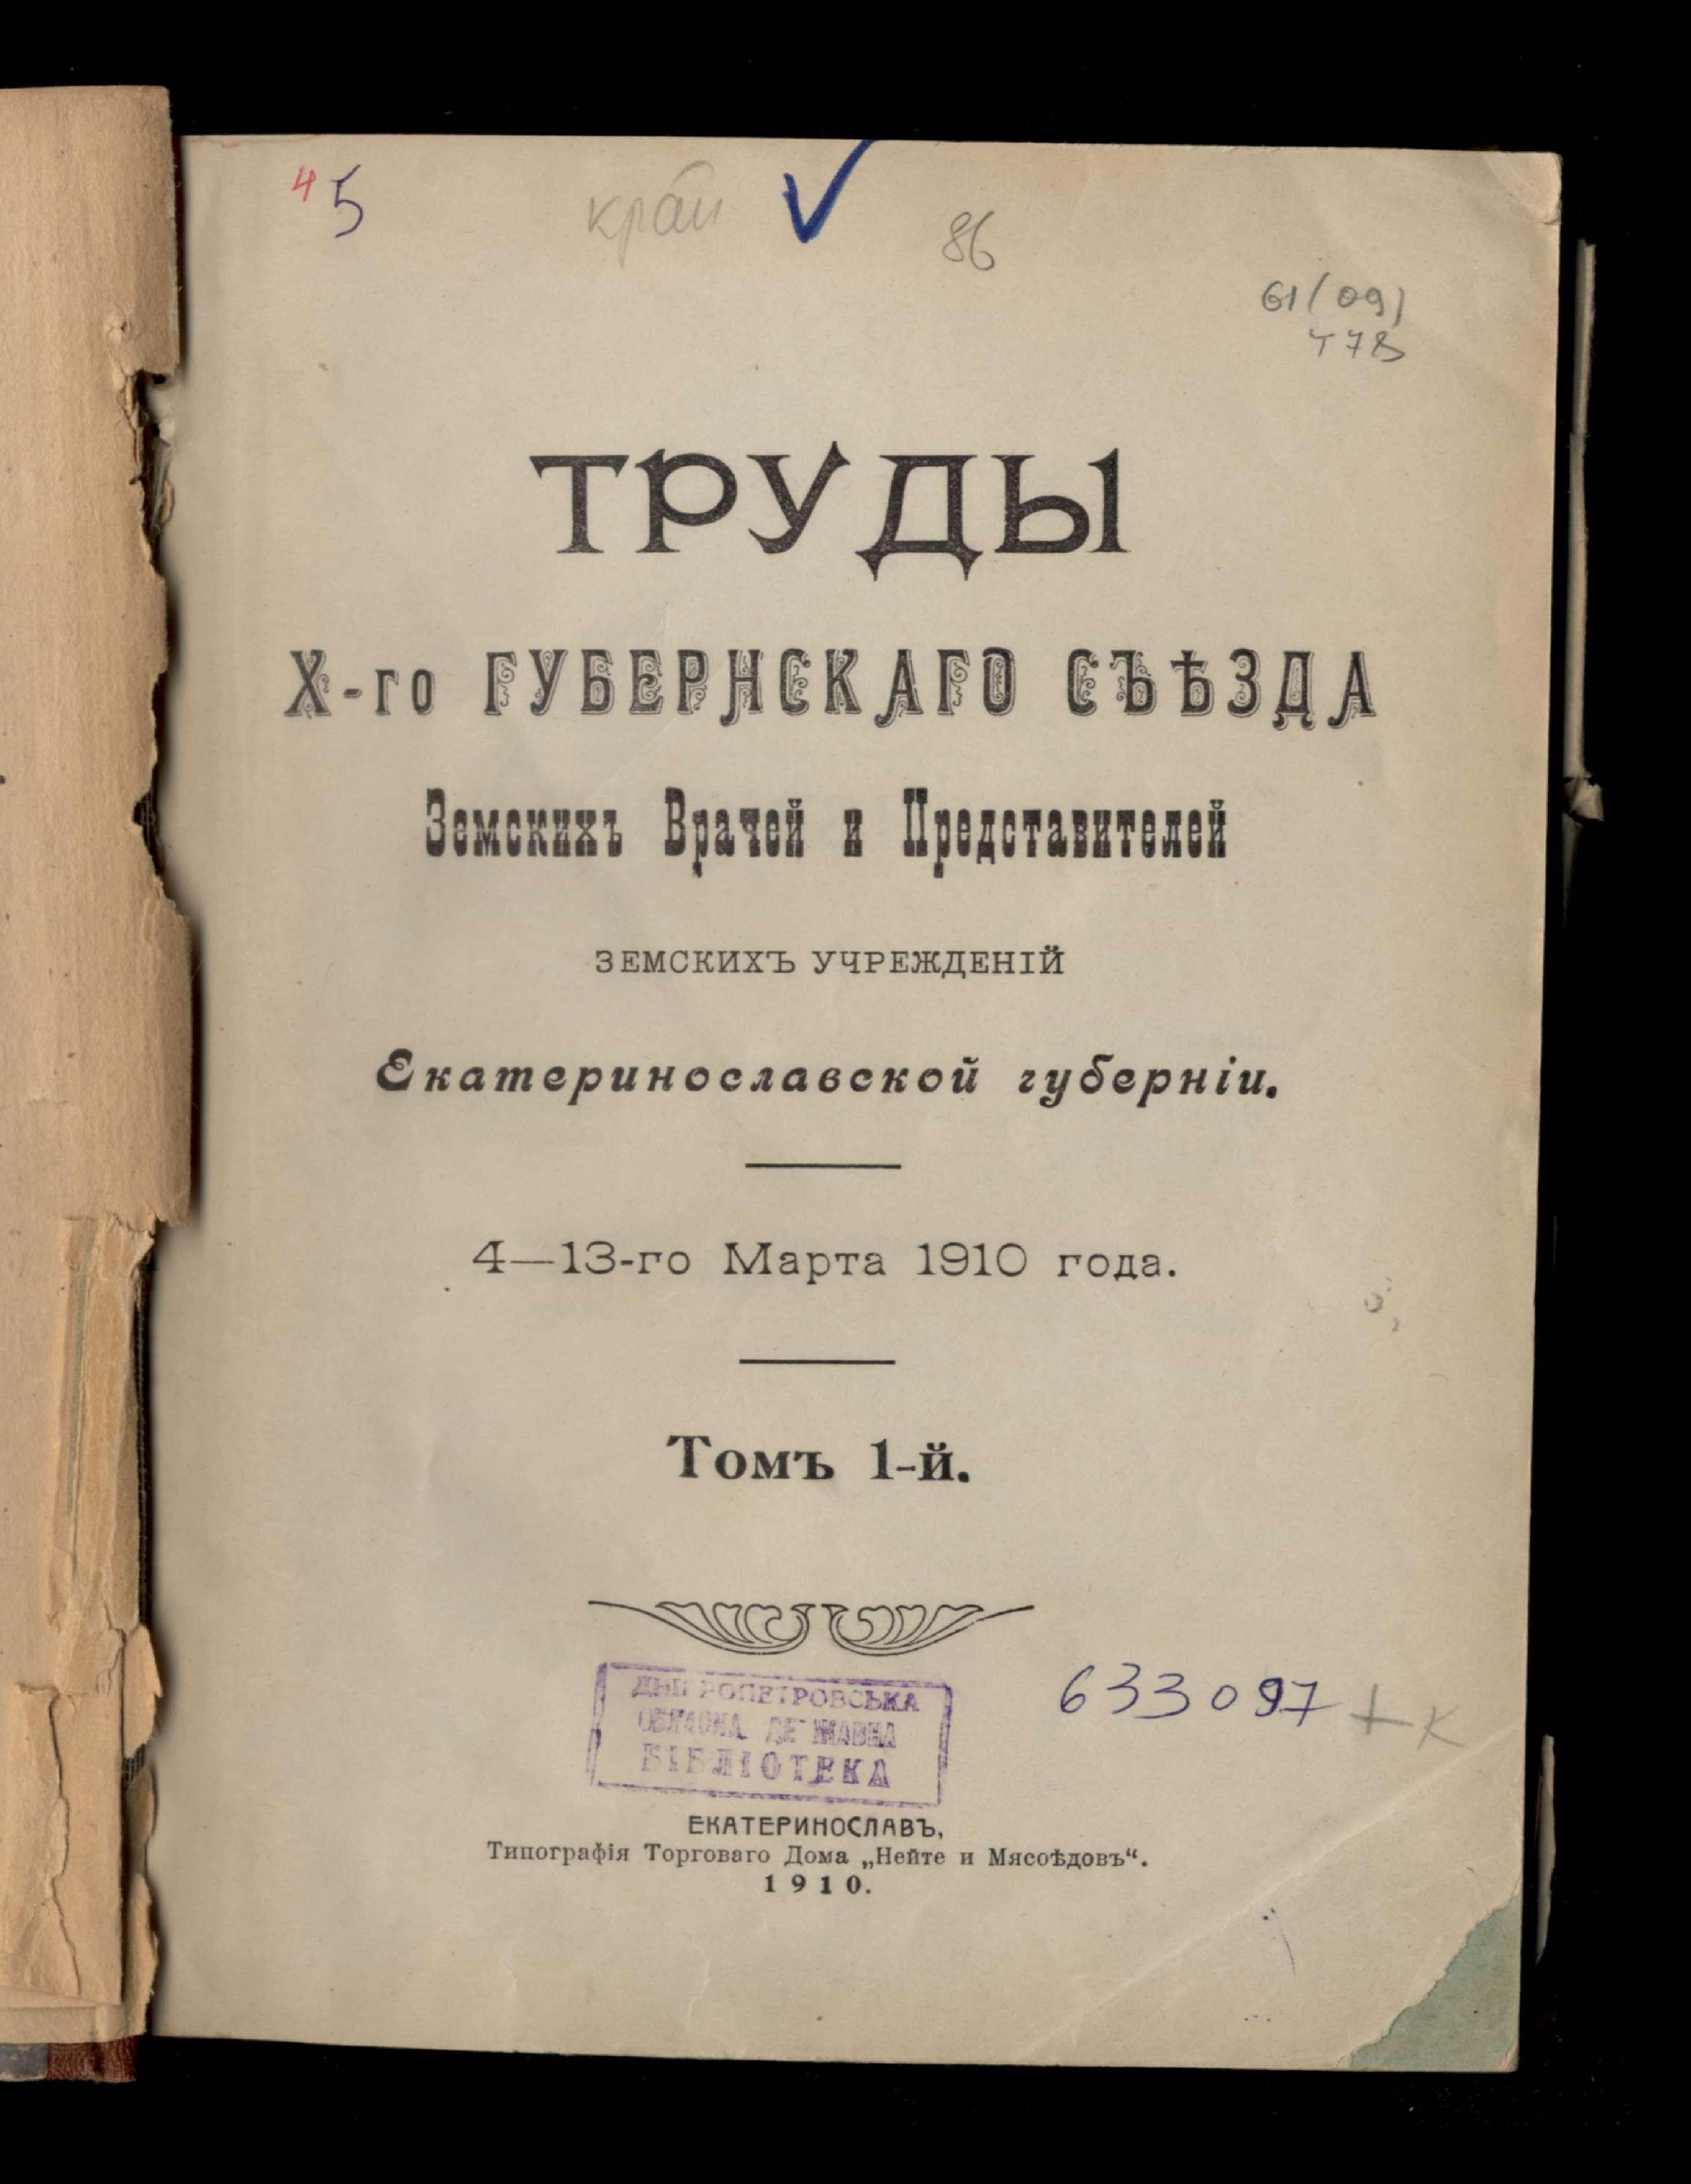 45
край
86
61(09)
Т78
ТРУДЫ
X-го ГУБЕРНСКАГО СЪѢЗДА
Земскихъ Врачей и Представителей
ЗЕМСКИХЪ УЧРЕЖДЕНІЙ
Екатеринославской губерніи.
4—13-го Марта 1910 года.
Томъ 1-й.
ДНІПРОПЕТРОВСЬКА
ОБЛАСНА ДЕРЖАВНА
БІБЛІОТЕКА
633097 + к
ЕКАТЕРИНОСЛАВЪ,
Типографія Торговаго Дома „Нейте и Мясоѣдовъ“.
1910.